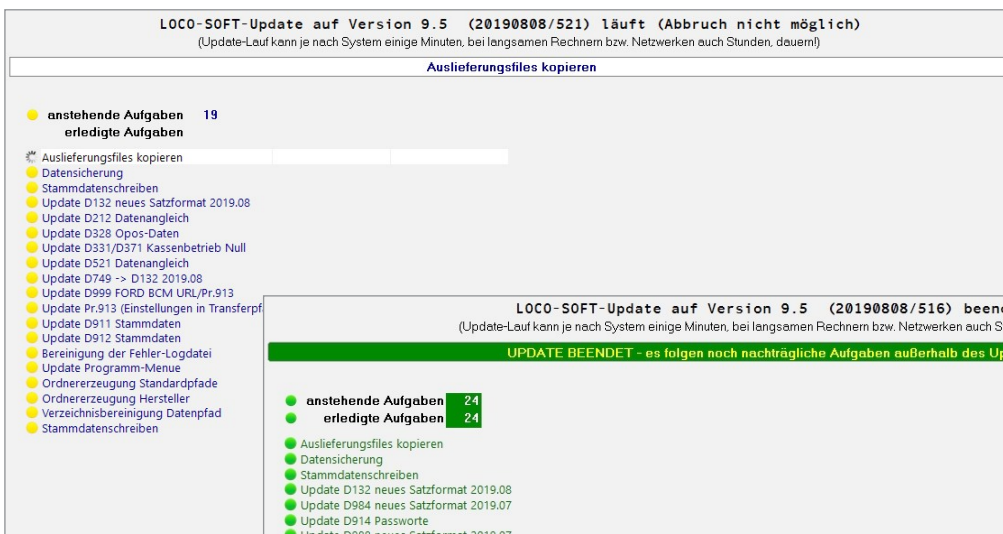 LOCO-SOFT-Update auf Version 9.5 (20190808/521) läuft (Abbruch nicht möglich)
(Update-Lauf kann je nach System einige Minuten, bei langsamen Rechnern bzw. Netzwerken auch Stunden, dauern!)
Auslieferungsfiles kopieren
anstehende Aufgaben 19
erledigte Aufgaben
Auslieferungsfiles kopieren
Datensicherung
Stammdatenschreiben
Update D132 neues Satzformat 2019.08
Update D212 Datenangleich
Update D328 Opos-Daten
Update D331/D371 Kassenbetrieb Null
Update D521 Datenangleich
Update D749 -> D132 2019.08
Update D999 FORD BCM URL/Pr.913
Update Pr.913 (Einstellungen in Transferpf
Update D911 Stammdaten
Update D912 Stammdaten
Bereinigung der Fehler-Logdatei
Update Programm-Menue
Ordnererzeugung Standardpfade
Ordnererzeugung Hersteller
Verzeichnisbereinigung Datenpfad
Stammdatenschreiben
LOCO-SOFT-Update auf Version 9.5 (20190808/516) been
(Update-Lauf kann je nach System einige Minuten, bei langsamen Rechnern bzw. Netzwerken auch S
UPDATE BEENDET - es folgen noch nachträgliche Aufgaben außerhalb des Up
anstehende Aufgaben 24
erledigte Aufgaben 24
Auslieferungsfiles kopieren
Datensicherung
Stammdatenschreiben
Update D132 neues Satzformat 2019.08
Update D984 neues Satzformat 2019.07
Update D914 Passworte